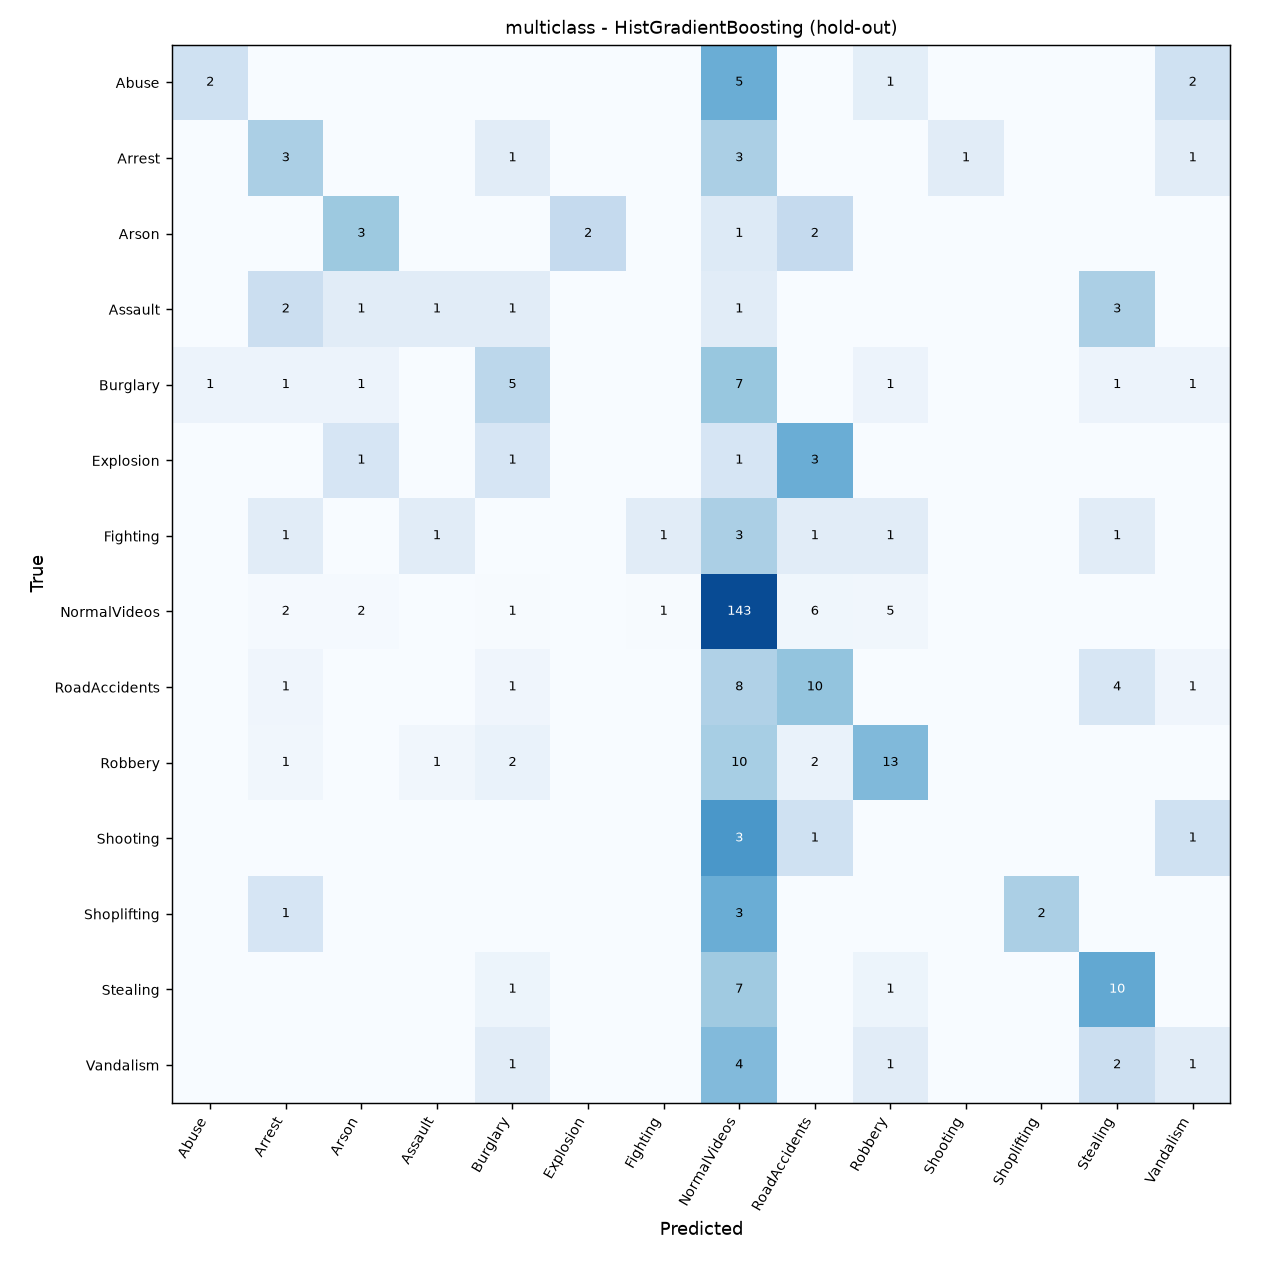 multiclass - HistGradientBoosting (hold-out)
True
Abuse 2 5 1 2
Arrest 3 1 3 1 1
Arson 3 2 1 2
Assault 2 1 1 1 1 3
Burglary 1 1 1 5 7 1 1 1
Explosion 1 1 1 3
Fighting 1 1 1 3 1 1 1
NormalVideos 2 2 1 1 143 6 5
RoadAccidents 1 1 8 10 4 1
Robbery 1 1 2 10 2 13
Shooting 3 1 1
Shoplifting 1 3 2
Stealing 1 7 1 10
Vandalism 1 4 1 2 1
Abuse Arrest Arson Assault Burglary Explosion Fighting NormalVideos RoadAccidents Robbery Shooting Shoplifting Stealing Vandalism
Predicted